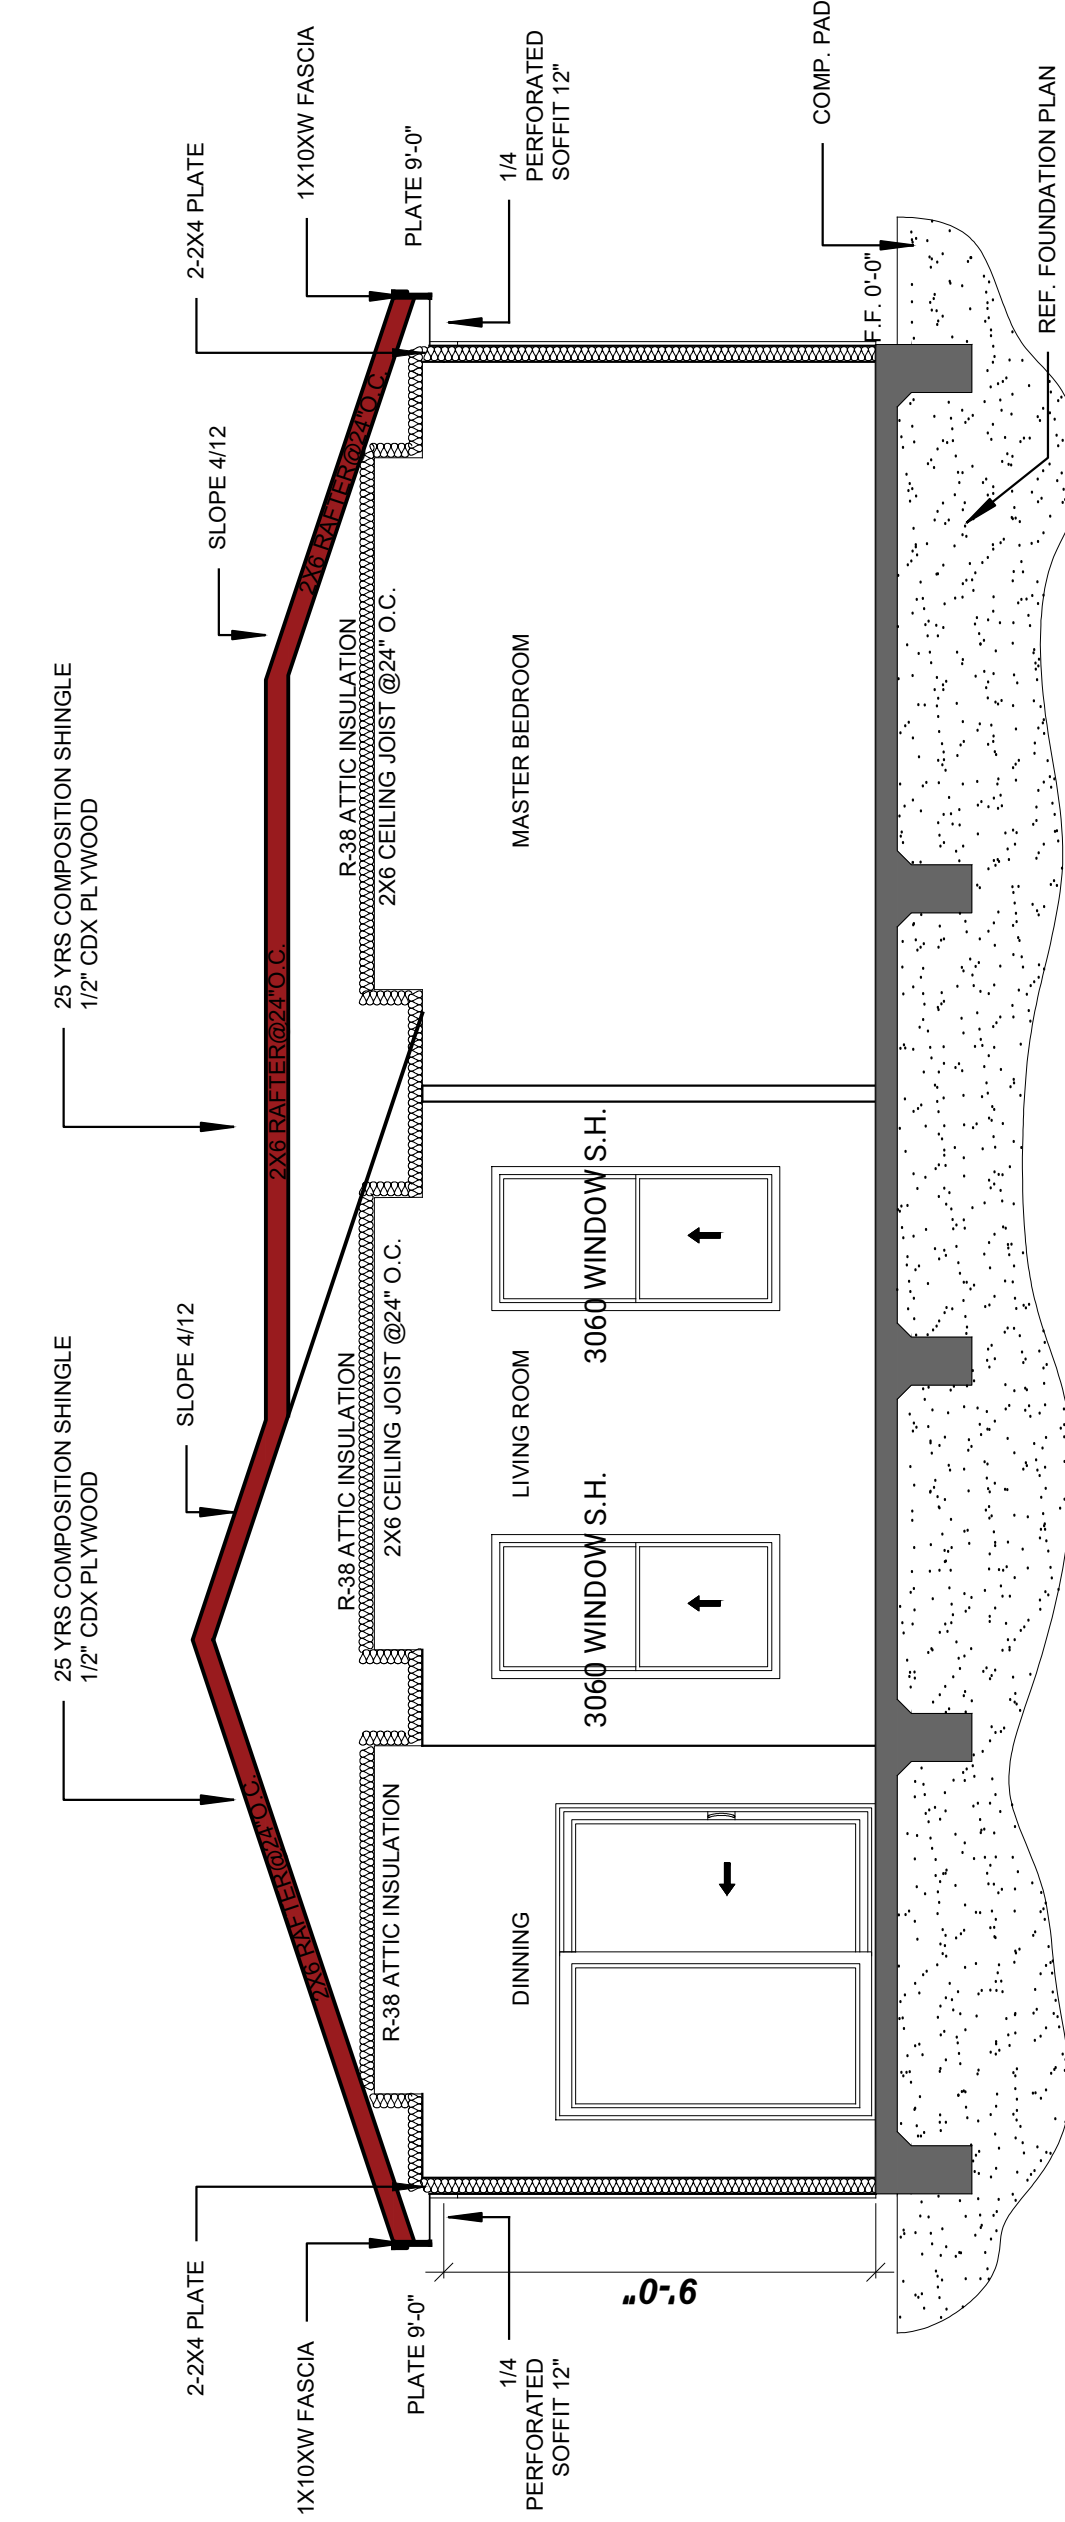 25 YRS COMPOSITION SHINGLE
1/2" CDX PLYWOOD
25 YRS COMPOSITION SHINGLE
1/2" CDX PLYWOOD
2-2X4 PLATE
SLOPE 4/12
SLOPE 4/12
2-2X4 PLATE
1X10XW FASCIA
2X6 RAFTER@24"O.C.
2X6 RAFTER@24"O.C.
2X6 RAFTER@24"O.C.
1X10XW FASCIA
PLATE 9'-0"
R-38 ATTIC INSULATION
R-38 ATTIC INSULATION
2X6 CEILING JOIST @24" O.C.
R-38 ATTIC INSULATION
2X6 CEILING JOIST @24" O.C.
PLATE 9'-0"
1/4
PERFORATED
SOFFIT 12"
DINNING
LIVING ROOM
MASTER BEDROOM
1/4
PERFORATED
SOFFIT 12"
3060 WINDOW S.H.
3060 WINDOW S.H.
9'-0"
F.F. 0'-0"
COMP. PAD
REF. FOUNDATION PLAN